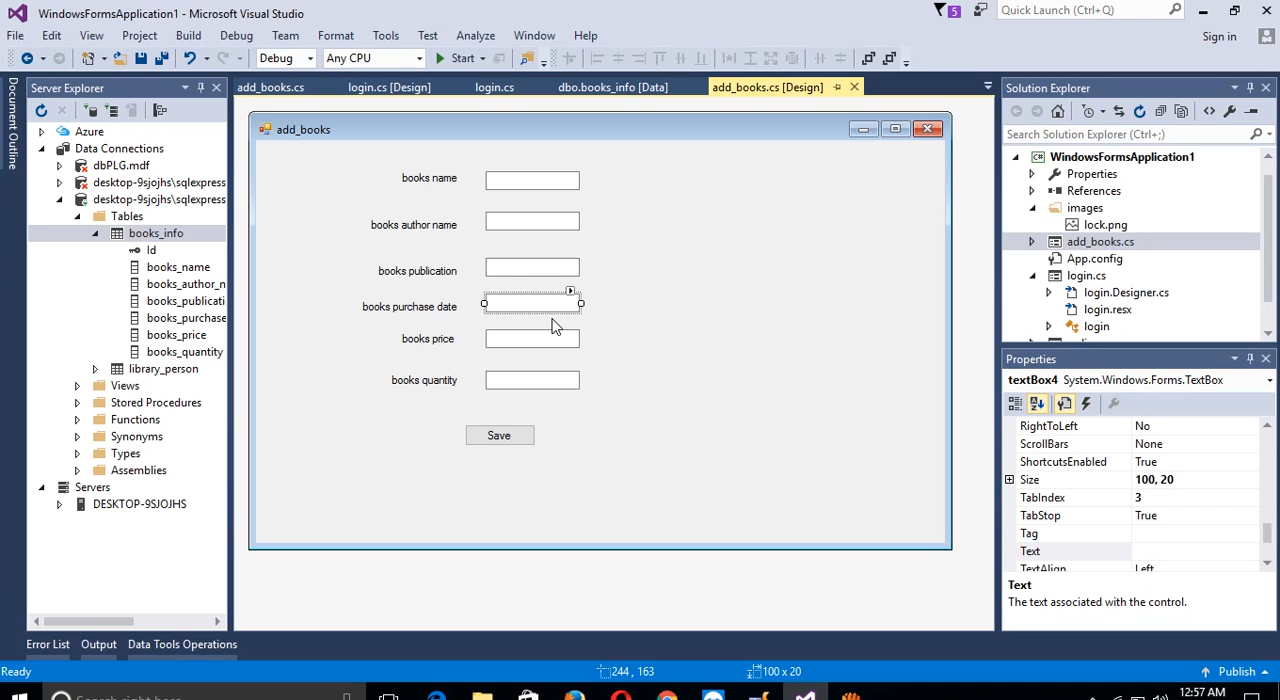 WindowsFormsApplication1 - Microsoft Visual Studio
5
Quick Launch (Ctrl+Q)
File Edit View Project Build Debug Team Format Tools Test Analyze Window Help
Sign in
Debug Any CPU Start
Document Outline
Server Explorer
Azure
Data Connections
dbPLG.mdf
desktop-9sjojhs\sqlexpress
desktop-9sjojhs\sqlexpress
Tables
books_info
Id
books_name
books_author_n
books_publicati
books_purchase
books_price
books_quantity
library_person
Views
Stored Procedures
Functions
Synonyms
Types
Assemblies
Servers
DESKTOP-9SJOJHS
add_books.cs login.cs [Design] login.cs dbo.books_info [Data] add_books.cs [Design]
add_books
books name
books author name
books publication
books purchase date
books price
books quantity
Save
Solution Explorer
Search Solution Explorer (Ctrl+;)
WindowsFormsApplication1
Properties
References
images
lock.png
add_books.cs
App.config
login.cs
login.Designer.cs
login.resx
login
Properties
textBox4 System.Windows.Forms.TextBox
RightToLeft No
ScrollBars None
ShortcutsEnabled True
Size 100, 20
TabIndex 3
TabStop True
Tag
Text
TextAlign Left
Text
The text associated with the control.
Error List Output Data Tools Operations
Ready 244 , 163 100 x 20 Publish
Search right here
12:57 AM